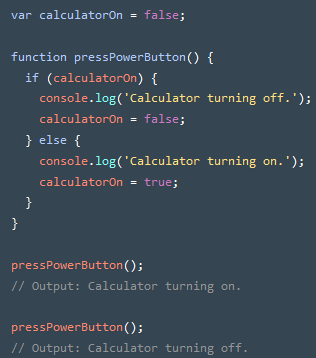 var calculatorOn = false;

function pressPowerButton() {
  if (calculatorOn) {
    console.log('Calculator turning off.');
    calculatorOn = false;
  } else {
    console.log('Calculator turning on.');
    calculatorOn = true;
  }
}

pressPowerButton();
// Output: Calculator turning on.

pressPowerButton();
// Output: Calculator turning off.